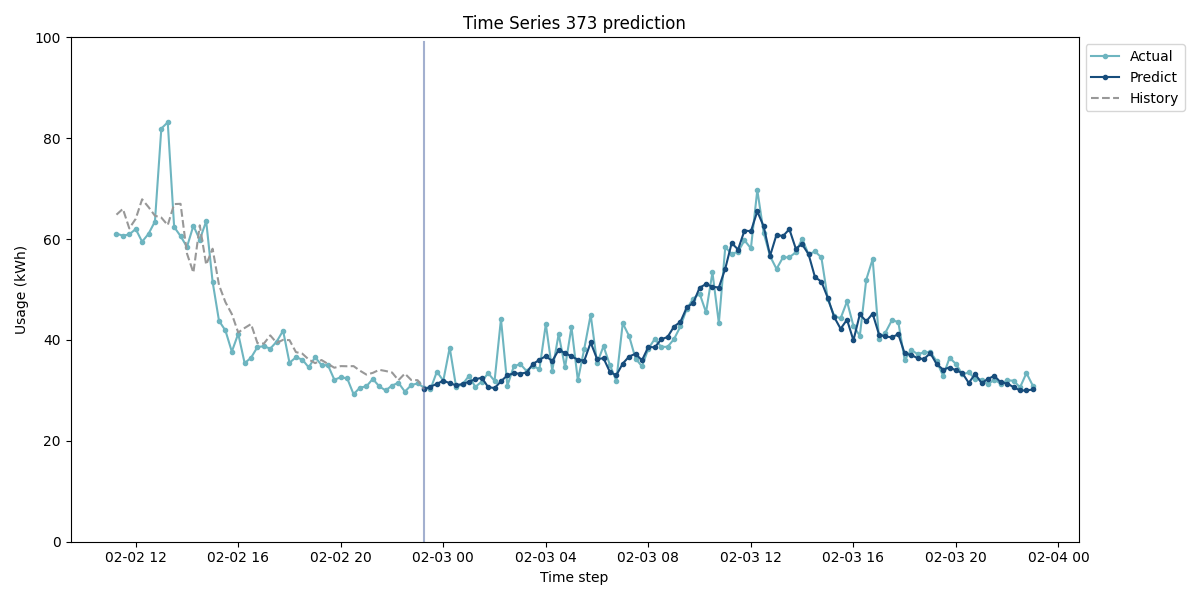 Time Series 373 prediction
100
80
60
40
20
0
Usage (kWh)
02-02 12
02-02 16
02-02 20
02-03 00
02-03 04
02-03 08
02-03 12
02-03 16
02-03 20
02-04 00
Time step
Actual
Predict
History